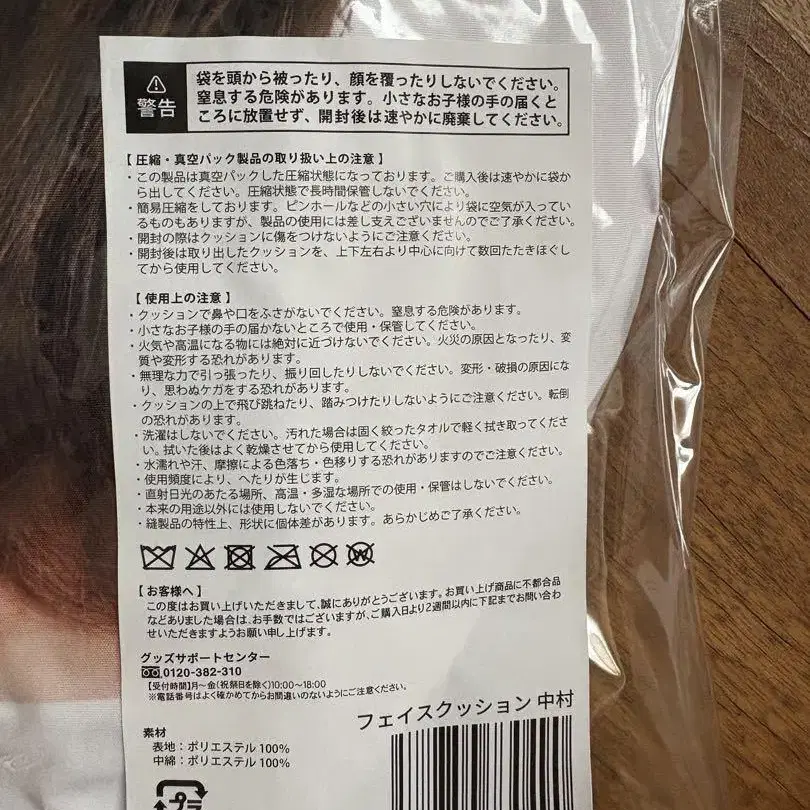 警告
袋を頭から被ったり、顔を覆ったりしないでください。
窒息する危険があります。小さなお子様の手の届くと
ころに放置せず、開封後は速やかに廃棄してください。
【 圧縮・真空パック製品の取り扱い上の注意 】
・この製品は真空パックした圧縮状態になっております。ご購入後は速やかに袋か
ら出してください。圧縮状態で長時間保管しないでください。
・簡易圧縮をしております。ピンホールなどの小さい穴により袋に空気が入ってい
るものもありますが、製品の使用には差し支えございませんのでご了承ください。
・開封の際はクッションに傷をつけないようにご注意ください。
・開封後は取り出したクッションを、上下左右より中心に向けて数回たたきほぐし
てから使用してください。
【 使用上の注意 】
・クッションで鼻や口をふさがないでください。窒息する危険があります。
・小さなお子様の手の届かないところで使用・保管してください。
・火気や高温になる物には絶対に近づけないでください。火災の原因となったり、変
質や変形する恐れがあります。
・無理な力で引っ張ったり、振り回したりしないでください。変形・破損の原因にな
り、思わぬケガをする恐れがあります。
・クッションの上で飛び跳ねたり、踏みつけたりしないようにご注意ください。転倒
の恐れがあります。
・洗濯はしないでください。汚れた場合は固く絞ったタオルで軽く拭き取ってくださ
い。拭いた後はよく乾燥させてから使用してください。
・水濡れや汗、摩擦による色落ち・色移りする恐れがありますのでご注意ください。
・使用頻度により、へたりが生じます。
・直射日光のあたる場所、高温・多湿な場所での使用・保管はしないでください。
・本来の用途以外には使用しないでください。
・縫製品の特性上、形状に個体差があります。あらかじめご了承ください。
【 お客様へ 】
この度はお買い上げいただきまして、誠にありがとうございます。お買い上げ商品に不都合品
などありました場合は、お手数ではございますが、ご購入日より2週間以内に下記までお問い合わ
せいただきますようお願い申し上げます。
グッズサポートセンター
0120-382-310
【受付時間】月〜金(祝祭日を除く)10:00〜18:00
※電話番号はよく確かめてからお間違いのないようにご注意ください。
フェイスクッション 中村
素材
表地：ポリエステル 100%
中綿：ポリエステル 100%
プラ